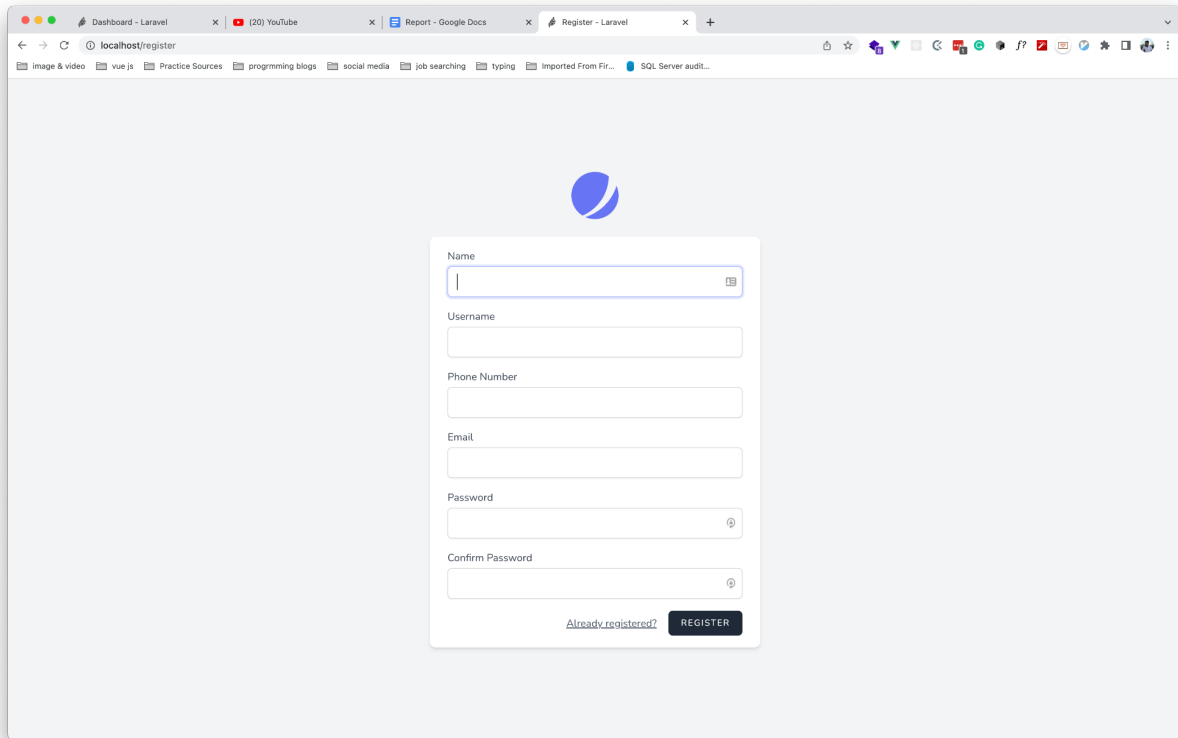 Dashboard - Laravel (20) YouTube Report - Google Docs Register - Laravel
localhost/register
image & video vue js Practice Sources progrmming blogs social media job searching typing Imported From Fir... SQL Server audit...
Name
Username
Phone Number
Email
Password
Confirm Password
Already registered? REGISTER